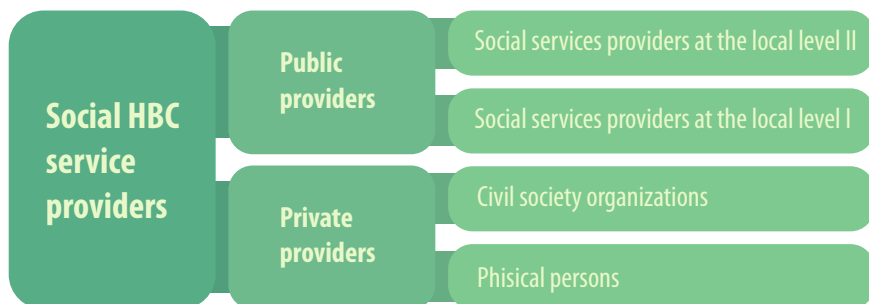 Social HBC
service
providers
Public
providers
Social services providers at the local level II
Social services providers at the local level I
Private
providers
Civil society organizations
Phisical persons